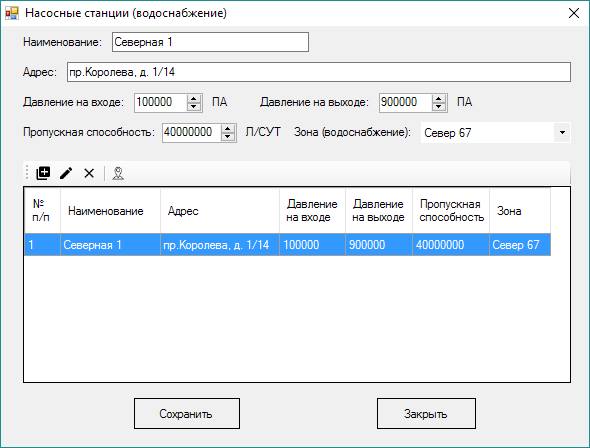 Насосные станции (водоснабжение)
Наименование: Северная 1
Адрес: пр.Королева, д. 1/14
Давление на входе: 100000 ПА Давление на выходе: 900000 ПА
Пропускная способность: 40000000 Л/СУТ Зона (водоснабжение): Север 67
№ п/п Наименование Адрес Давление на входе Давление на выходе Пропускная способность Зона
1 Северная 1 пр.Королева, д. 1/14 100000 900000 40000000 Север 67
Сохранить Закрыть